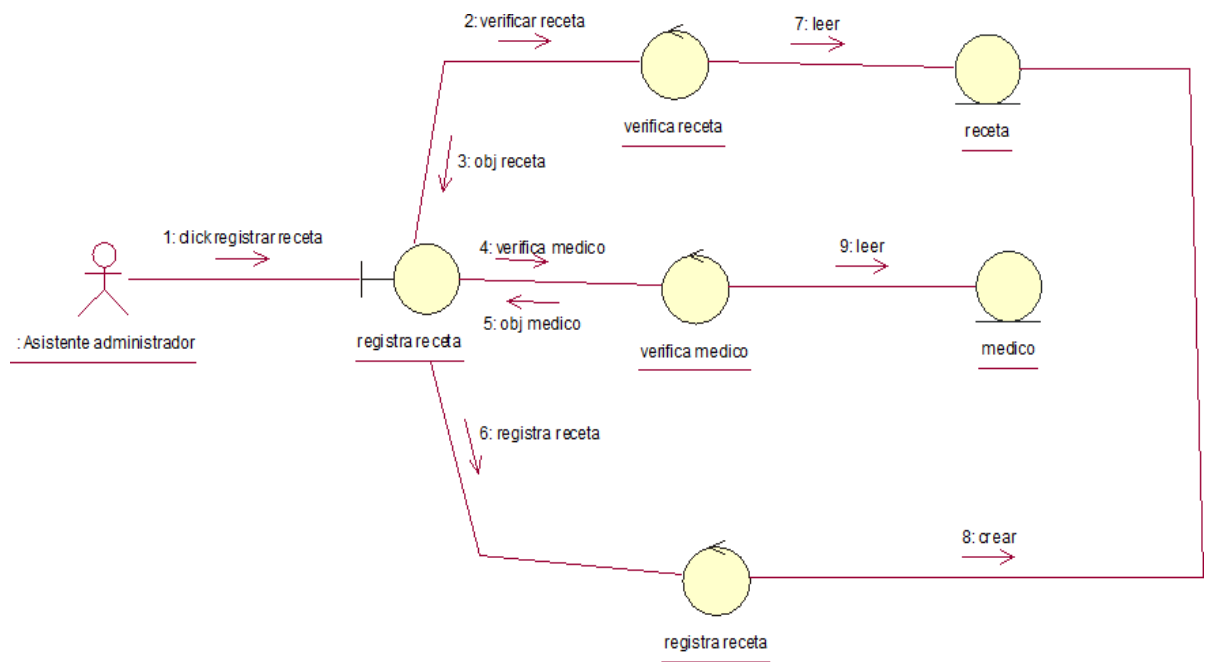 2: verificar receta
7: leer
verifica receta
receta
3: obj receta
1: click registrar receta
4: verifica medico
9: leer
5: obj medico
: Asistente administrador
registra receta
verifica medico
medico
6: registra receta
8: crear
registra receta